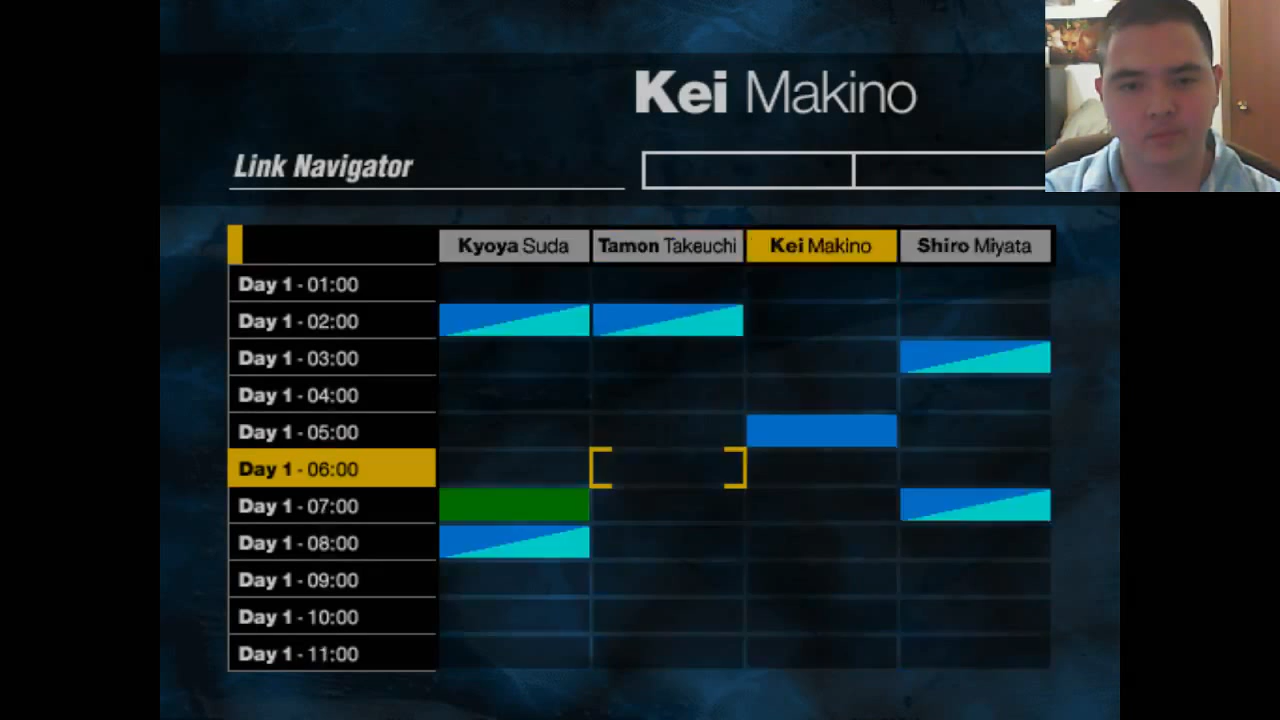 Kei Makino
Link Navigator
Kyoya Suda Tamon Takeuchi Kei Makino Shiro Miyata
Day 1 - 01:00
Day 1 - 02:00
Day 1 - 03:00
Day 1 - 04:00
Day 1 - 05:00
Day 1 - 06:00
Day 1 - 07:00
Day 1 - 08:00
Day 1 - 09:00
Day 1 - 10:00
Day 1 - 11:00